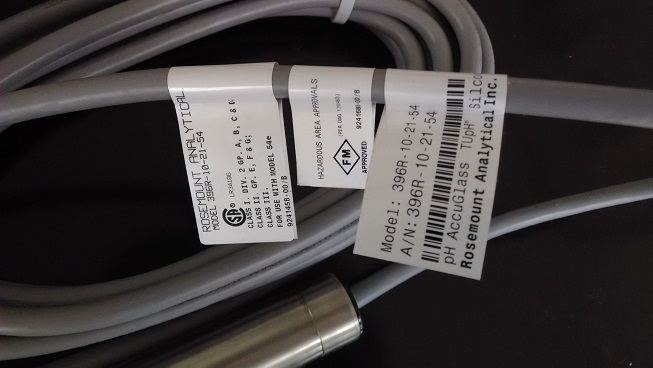 ROSEMOUNT ANALYTICAL
MODEL 396R-10-21-54
CLASS I. DIV. 2 GP. A, B, C & D
CLASS II. GP. E, F & G;
CLASS III.
FOR USE WITH MODEL 54e
9241458-00/B
HAZARDOUS AREA APPROVALS
FM
APPROVED
9241680-00/B
Model: 396R-10-21-54
A/N: 396R-10-21-54
pH AccuGlass TUpH
Rosemount Analytical Inc.